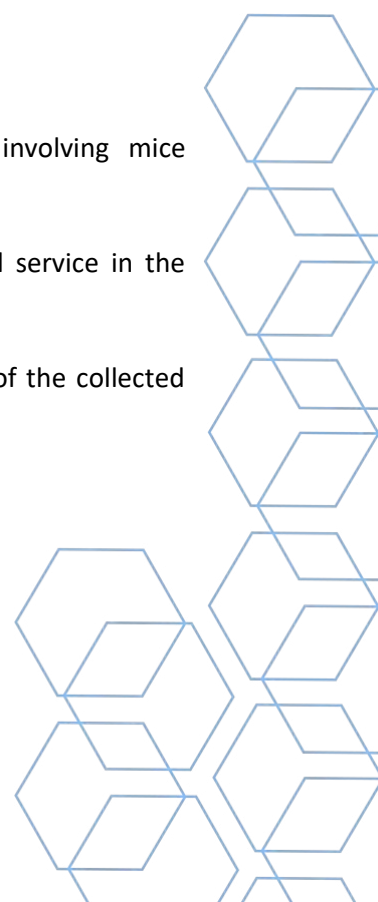 involving mice
service in the
of the collected